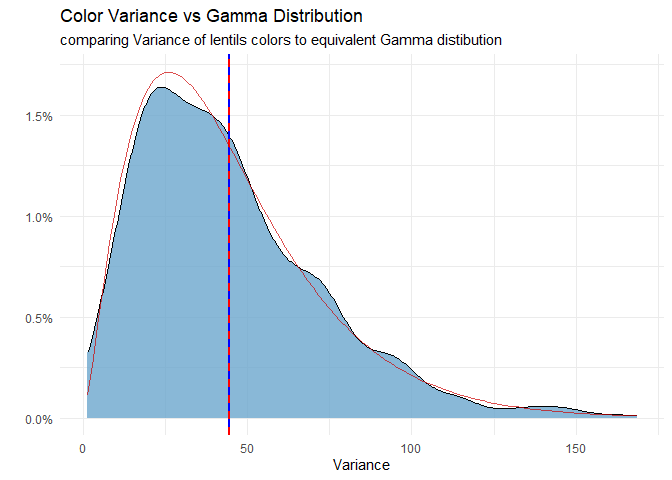 Color Variance vs Gamma Distribution
comparing Variance of lentils colors to equivalent Gamma distibution
1.5%
1.0%
0.5%
0.0%
0 50 100 150
Variance